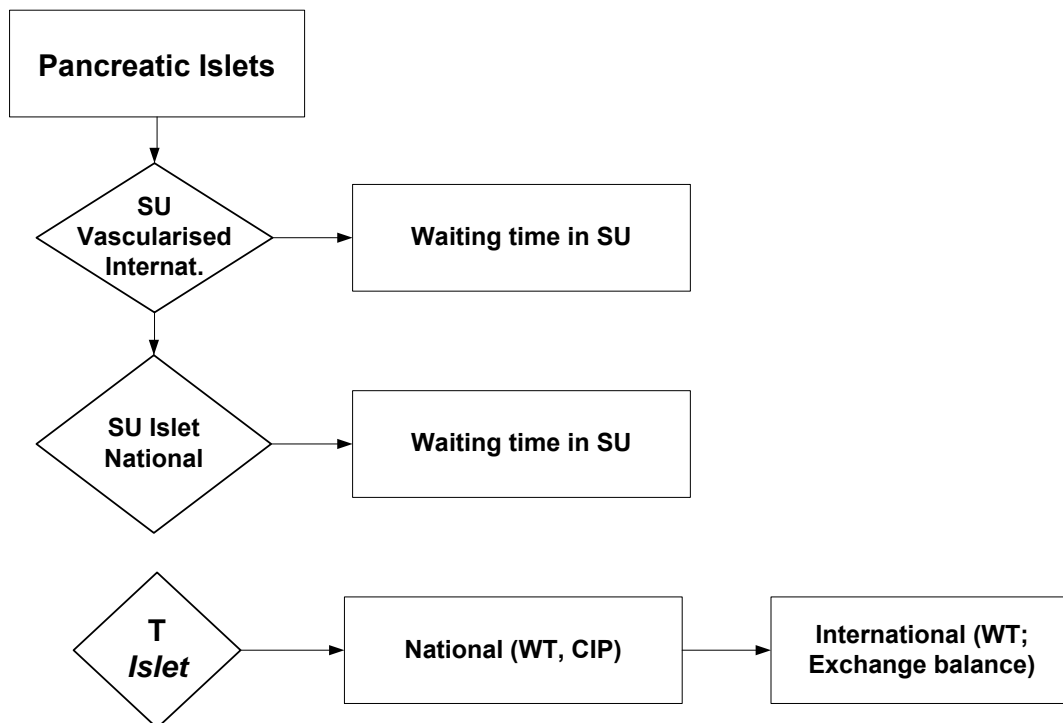 Pancreatic Islets
SU
Vascularised
Internat.
Waiting time in SU
SU Islet
National
Waiting time in SU
T
Islet
National (WT, CIP)
International (WT;
Exchange balance)